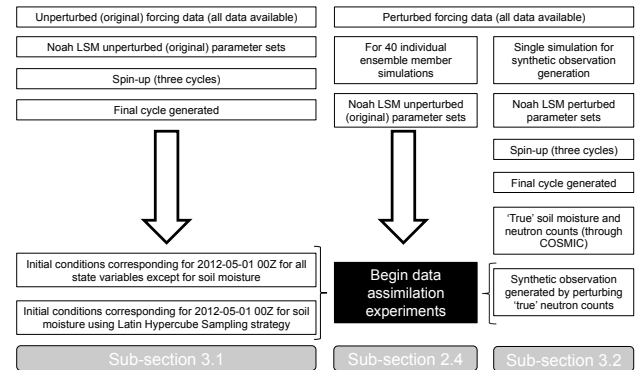 Unperturbed (original) forcing data (all data available)
Noah LSM unperturbed (original) parameter sets
Spin-up (three cycles)
Final cycle generated
Initial conditions corresponding for 2012-05-01 00Z for all
state variables except for soil moisture
Initial conditions corresponding for 2012-05-01 00Z for soil
moisture using Latin Hypercube Sampling strategy
Sub-section 3.1
Perturbed forcing data (all data available)
For 40 individual
ensemble member
simulations
Noah LSM unperturbed
(original) parameter sets
Begin data
assimilation
experiments
Sub-section 2.4
Single simulation for
synthetic observation
generation
Noah LSM perturbed
parameter sets
Spin-up (three cycles)
Final cycle generated
‘True’ soil moisture and
neutron counts (through
COSMIC)
Synthetic observation
generated by perturbing
‘true’ neutron counts
Sub-section 3.2